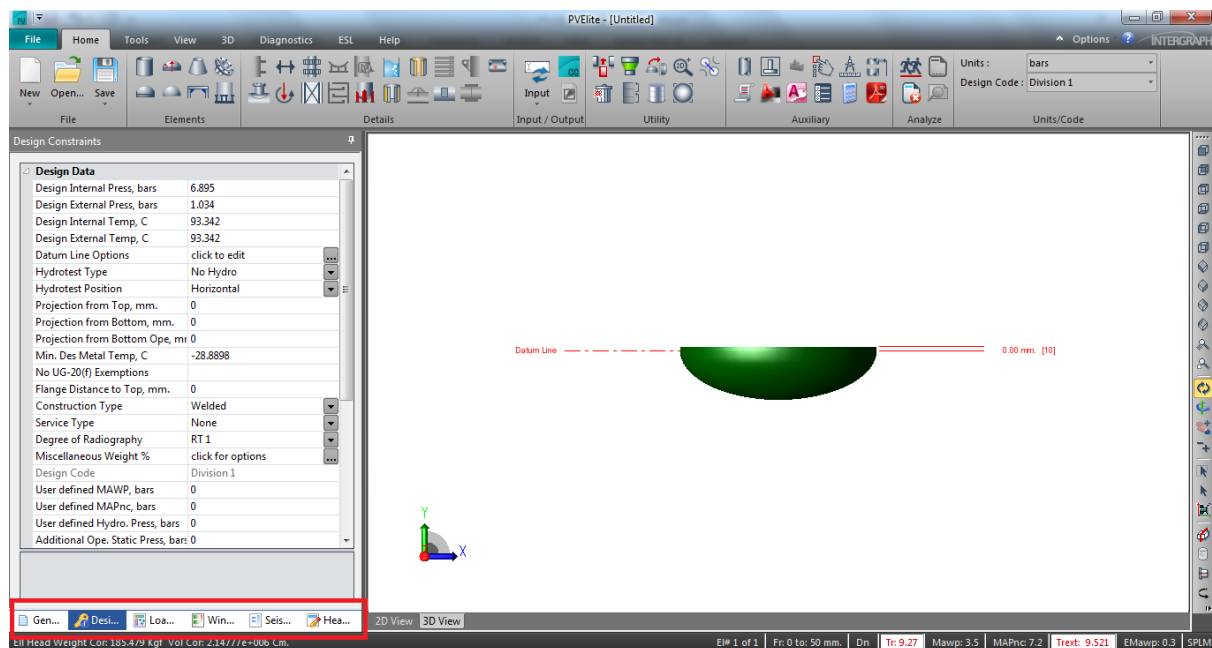 PVElite - [Untitled]
File Home Tools View 3D Diagnostics ESL Help Options INTERGRAPH
New Open... Save Input GO Units : bars
Design Code : Division 1
File Elements Details Input / Output Utility Auxiliary Analyze Units/Code
Design Constraints
Design Data
Design Internal Press, bars 6.895
Design External Press, bars 1.034
Design Internal Temp, C 93.342
Design External Temp, C 93.342
Datum Line Options click to edit ...
Hydrotest Type No Hydro
Hydrotest Position Horizontal
Projection from Top, mm. 0
Projection from Bottom, mm. 0
Projection from Bottom Ope, mm 0
Min. Des Metal Temp, C -28.8898
No UG-20(f) Exemptions
Flange Distance to Top, mm. 0
Construction Type Welded
Service Type None
Degree of Radiography RT 1
Miscellaneous Weight % click for options ...
Design Code Division 1
User defined MAWP, bars 0
User defined MAPnc, bars 0
User defined Hydro. Press, bars 0
Additional Ope. Static Press, bars 0
Datum Line 0.00 mm. [10]
Y
X
Gen... Desi... Loa... Win... Seis... Hea... 2D View 3D View
Ell Head Weight Cor: 185.479 Kgf Vol Cor: 2.14777e+006 Cm. El# 1 of 1 Fr: 0 to: 50 mm. Dn Tr: 9.27 Mawp: 3.5 MAPnc: 7.2 Trext: 9.521 EMawp: 0.3 SPLM